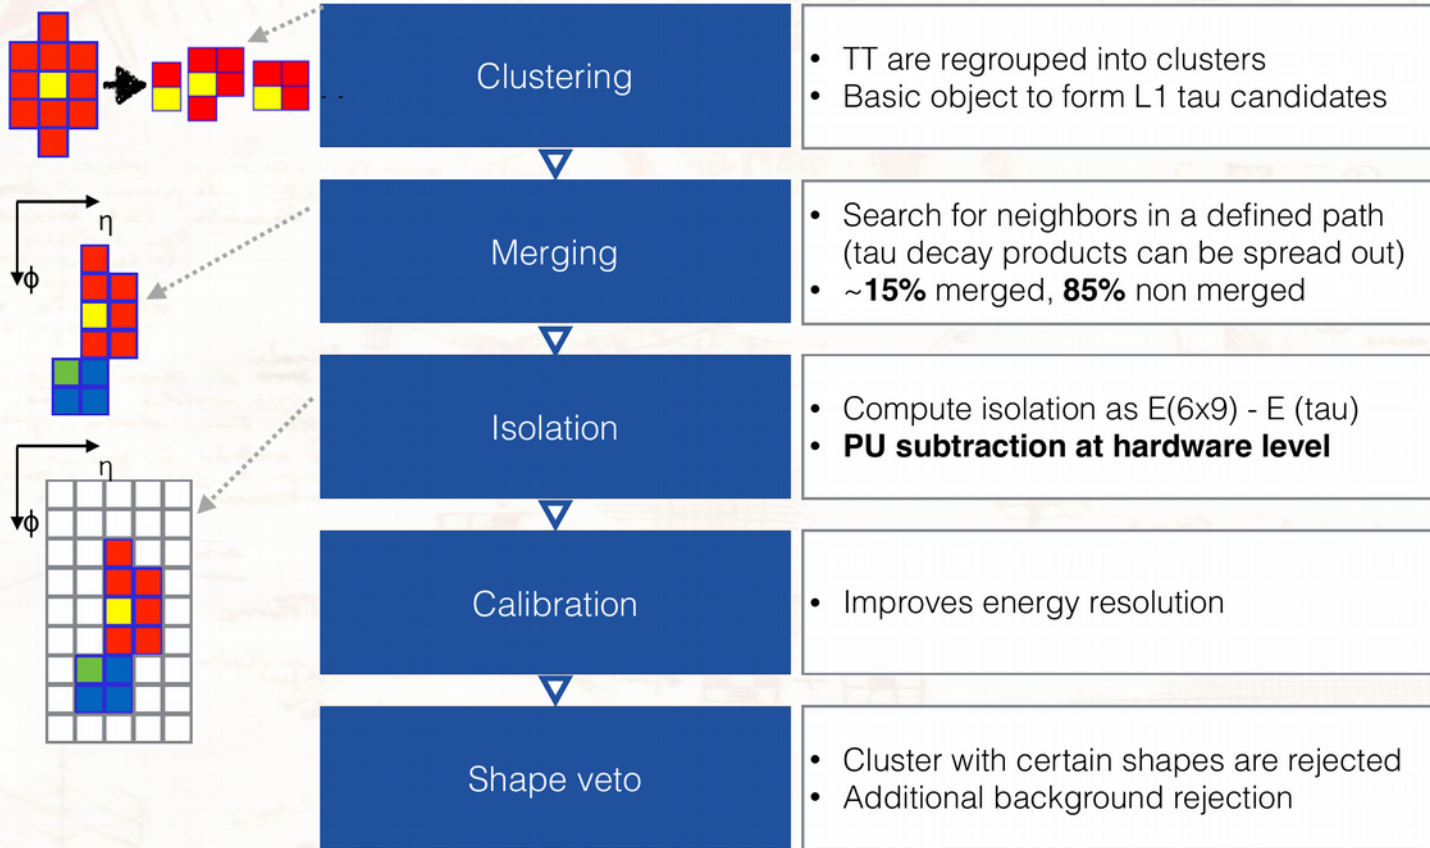 Clustering
• TT are regrouped into clusters
• Basic object to form L1 tau candidates
η
ϕ
Merging
• Search for neighbors in a defined path
(tau decay products can be spread out)
• ~15% merged, 85% non merged
η
ϕ
Isolation
• Compute isolation as E(6x9) - E (tau)
• PU subtraction at hardware level
Calibration
• Improves energy resolution
Shape veto
• Cluster with certain shapes are rejected
• Additional background rejection